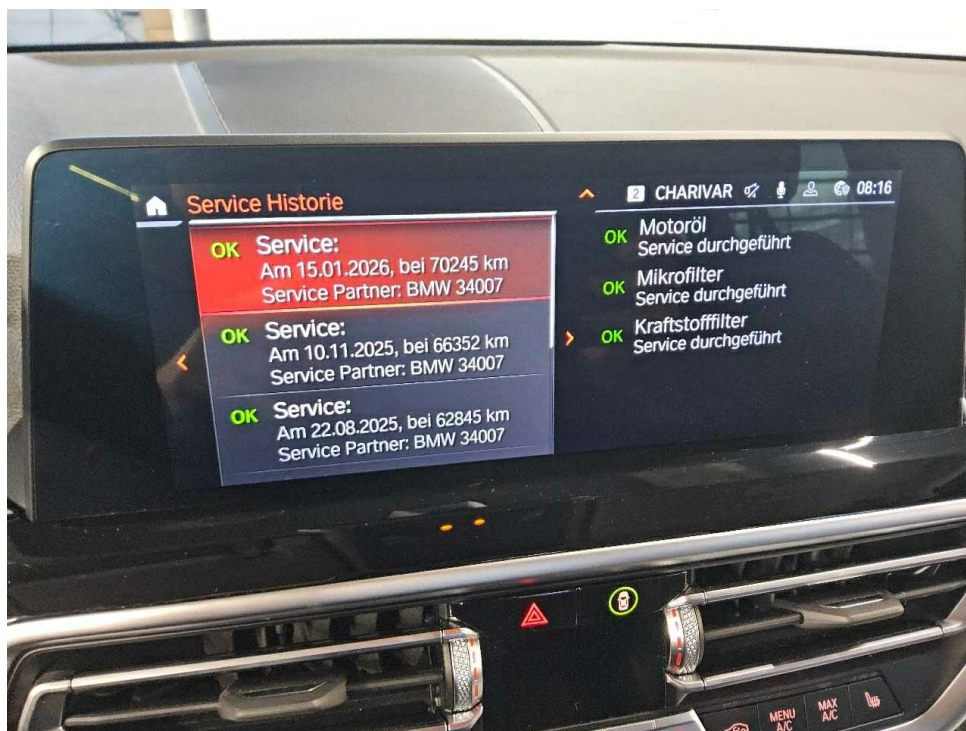 Service Historie
2 CHARIVAR 08:16
OK Service:
Am 15.01.2026, bei 70245 km
Service Partner: BMW 34007
OK Service:
Am 10.11.2025, bei 66352 km
Service Partner: BMW 34007
OK Service:
Am 22.08.2025, bei 62845 km
Service Partner: BMW 34007
OK Motoröl
Service durchgeführt
OK Mikrofilter
Service durchgeführt
OK Kraftstofffilter
Service durchgeführt
MENU
A/C
MAX
A/C